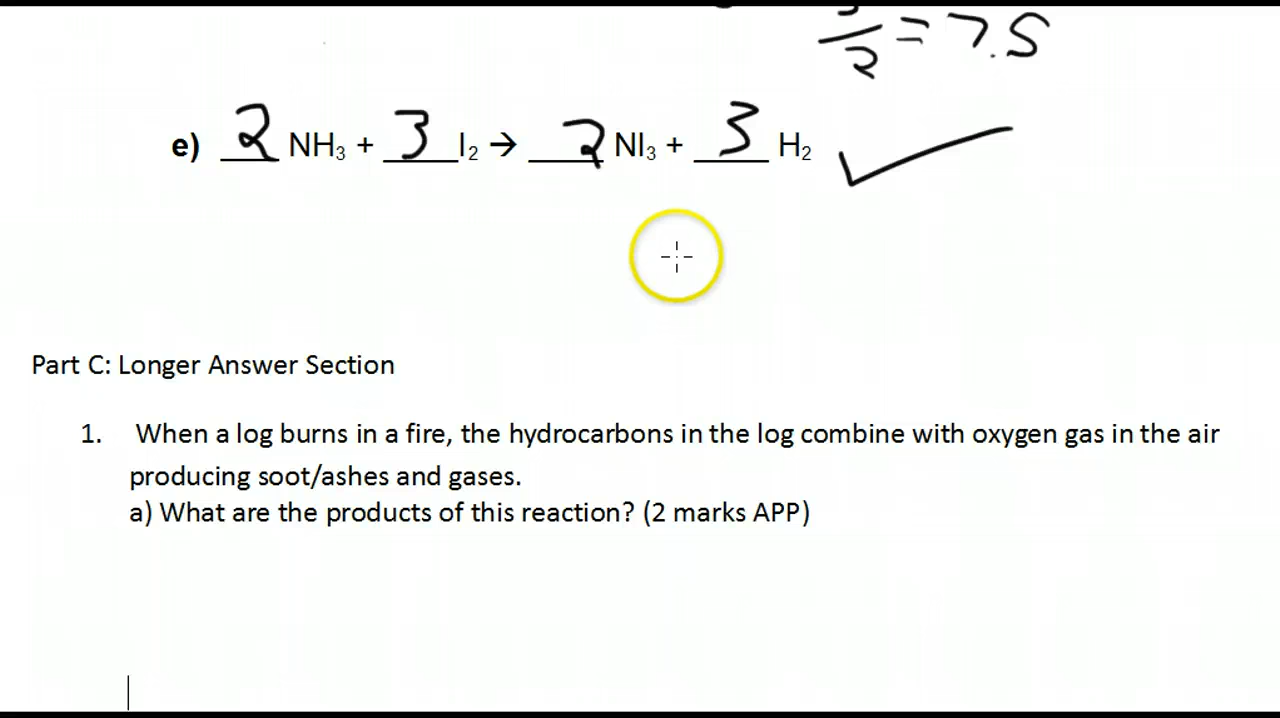 = 7.5
2
e) 2 NH₃ + 3 I₂ → 2 NI₃ + 3 H₂
Part C: Longer Answer Section
1. When a log burns in a fire, the hydrocarbons in the log combine with oxygen gas in the air
producing soot/ashes and gases.
a) What are the products of this reaction? (2 marks APP)